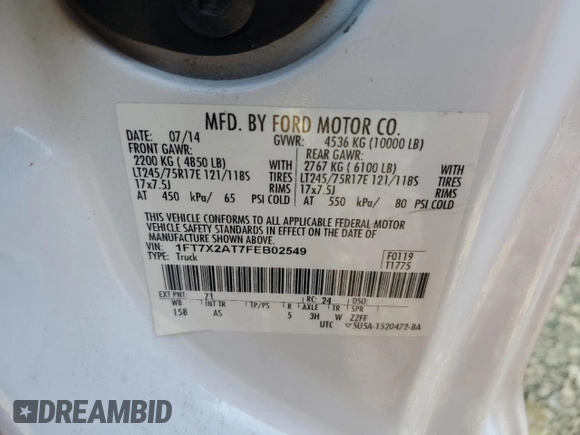 MFD. BY FORD MOTOR CO.
DATE: 07/14 GVWR: 4536 KG (10000 LB)
FRONT GAWR: REAR GAWR:
2200 KG ( 4850 LB) WITH 2767 KG ( 6100 LB) WITH
LT245/75R17E 121/118S TIRES LT245/75R17E 121/118S TIRES
17x7.5J RIMS 17x7.5J RIMS
AT 450 kPa/ 65 PSI COLD AT 550 kPa/ 80 PSI COLD
THIS VEHICLE CONFORMS TO ALL APPLICABLE FEDERAL MOTOR
VEHICLE SAFETY STANDARDS IN EFFECT ON THE DATE OF
MANUFACTURE SHOWN ABOVE.
VIN: 1FT7X2AT7FEB02549 F0119
TYPE: Truck T1775
EXT PNT: Z1 RC: 24 DSO:
WB INT TR TP/PS R AXLE TR SPR
158 A5 5 3H W ZZFF
UTC 5U5A-1520472-BA
DREAMBID